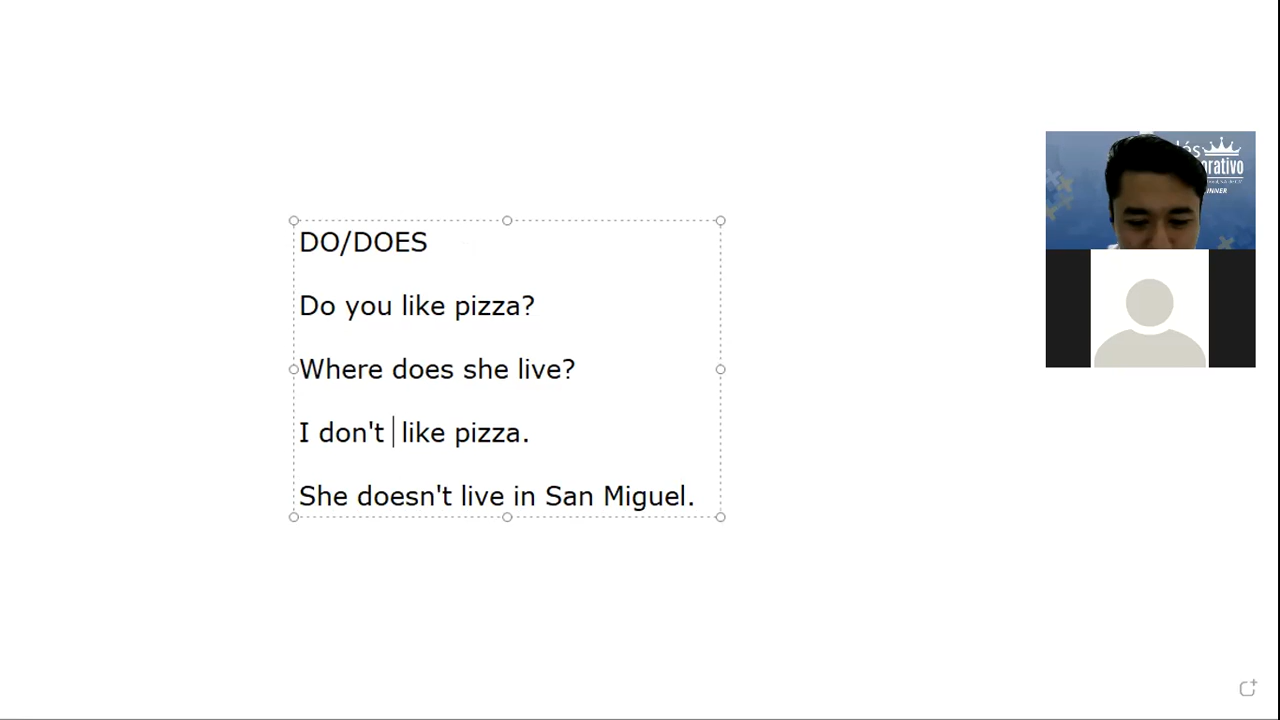 DO/DOES
Do you like pizza?
Where does she live?
I don't like pizza.
She doesn't live in San Miguel.